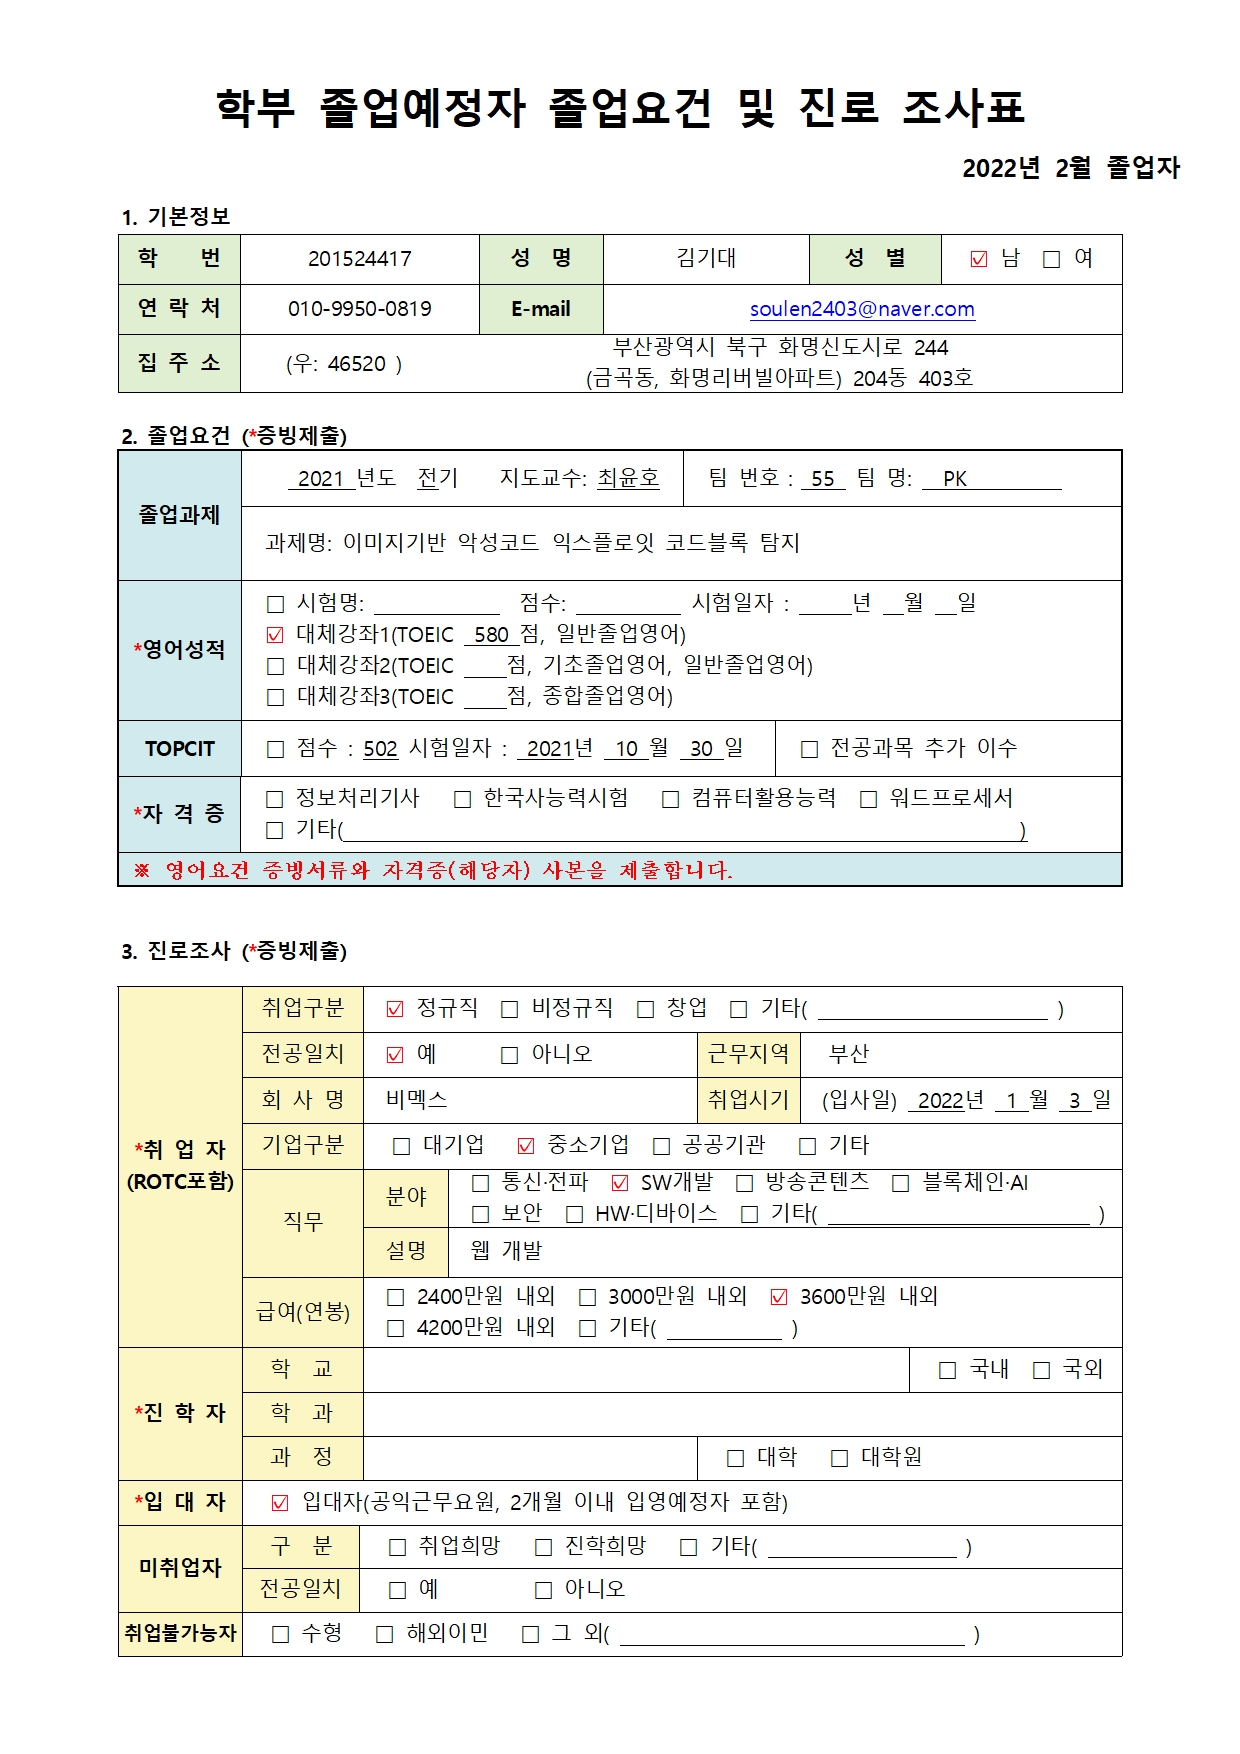 학부 졸업예정자 졸업요건 및 진로 조사표
2022년 2월 졸업자
1. 기본정보
학 번 201524417 성 명 김기대 성 별 ☑ 남 □ 여
연 락 처 010-9950-0819 E-mail soulen2403@naver.com
집 주 소 (우: 46520 ) 부산광역시 북구 화명신도시로 244
(금곡동, 화명리버빌아파트) 204동 403호
2. 졸업요건 (*증빙제출)
졸업과제 2021 년도 전기 지도교수: 최윤호 팀 번호 : 55 팀 명: PK
과제명: 이미지기반 악성코드 익스플로잇 코드블록 탐지
*영어성적
□ 시험명: ____ 점수: ____ 시험일자 : ____년 __월 __일
☑ 대체강좌1(TOEIC 580 점, 일반졸업영어)
□ 대체강좌2(TOEIC ____점, 기초졸업영어, 일반졸업영어)
□ 대체강좌3(TOEIC ____점, 종합졸업영어)
TOPCIT □ 점수 : 502 시험일자 : 2021년 10 월 30 일 □ 전공과목 추가 이수
*자 격 증 □ 정보처리기사 □ 한국사능력시험 □ 컴퓨터활용능력 □ 워드프로세서
□ 기타(____)
※ 영어요건 증빙서류와 자격증(해당자) 사본을 제출합니다.
3. 진로조사 (*증빙제출)
*취 업 자
(ROTC포함)
취업구분 ☑ 정규직 □ 비정규직 □ 창업 □ 기타( ____ )
전공일치 ☑ 예 □ 아니오 근무지역 부산
회 사 명 비멕스 취업시기 (입사일) 2022년 1 월 3 일
기업구분 □ 대기업 ☑ 중소기업 □ 공공기관 □ 기타
직무 분야 □ 통신·전파 ☑ SW개발 □ 방송콘텐츠 □ 블록체인·AI
□ 보안 □ HW·디바이스 □ 기타( ____ )
설명 웹 개발
급여(연봉) □ 2400만원 내외 □ 3000만원 내외 ☑ 3600만원 내외
□ 4200만원 내외 □ 기타( ____ )
*진 학 자
학 교 □ 국내 □ 국외
학 과
과 정 □ 대학 □ 대학원
*입 대 자 ☑ 입대자(공익근무요원, 2개월 이내 입영예정자 포함)
미취업자
구 분 □ 취업희망 □ 진학희망 □ 기타( ____ )
전공일치 □ 예 □ 아니오
취업불가능자 □ 수형 □ 해외이민 □ 그 외( ____ )